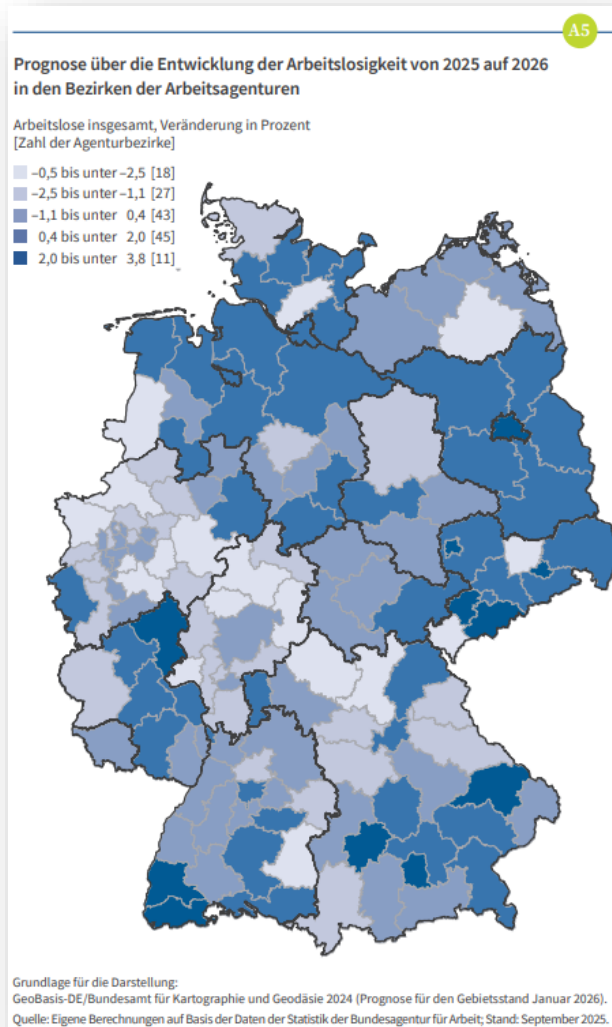 A5
Prognose über die Entwicklung der Arbeitslosigkeit von 2025 auf 2026
in den Bezirken der Arbeitsagenturen
Arbeitslose insgesamt, Veränderung in Prozent
[Zahl der Agenturbezirke]
–0,5 bis unter –2,5 [18]
–2,5 bis unter –1,1 [27]
–1,1 bis unter 0,4 [43]
0,4 bis unter 2,0 [45]
2,0 bis unter 3,8 [11]
Grundlage für die Darstellung:
GeoBasis-DE/Bundesamt für Kartographie und Geodäsie 2024 (Prognose für den Gebietsstand Januar 2026).
Quelle: Eigene Berechnungen auf Basis der Daten der Statistik der Bundesagentur für Arbeit; Stand: September 2025.